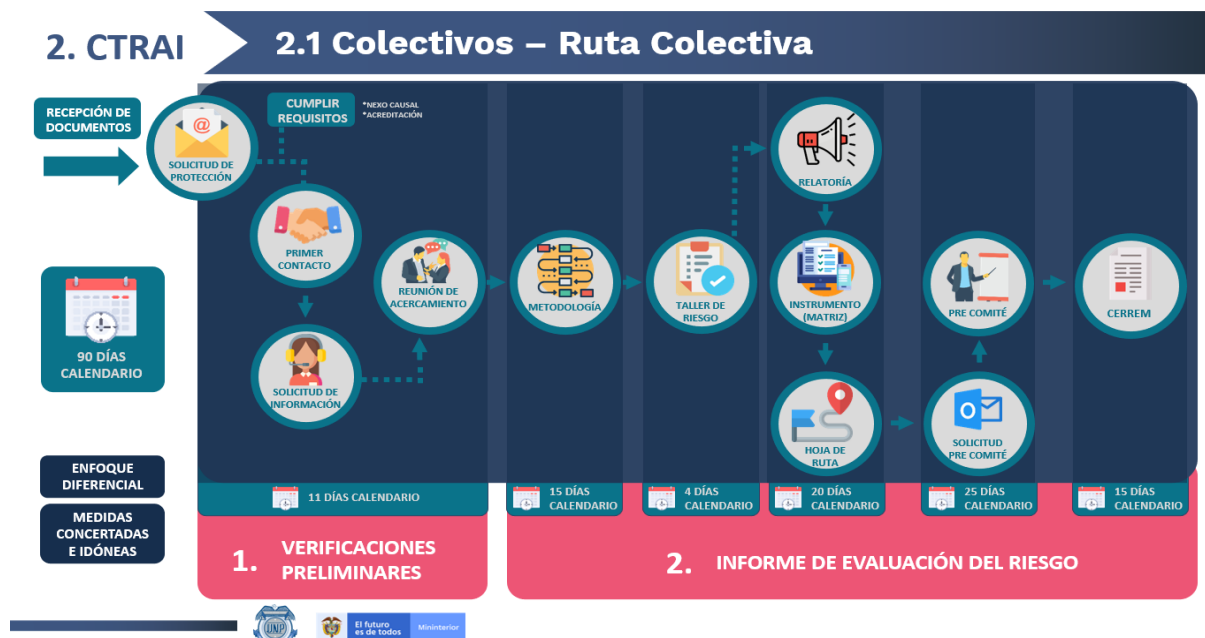 2. CTRAI
2.1 Colectivos – Ruta Colectiva
RECEPCIÓN DE
DOCUMENTOS
@
SOLICITUD DE
PROTECCIÓN
CUMPLIR
REQUISITOS
*NEXO CAUSAL
*ACREDITACIÓN
PRIMER
CONTACTO
SOLICITUD DE
INFORMACIÓN
REUNIÓN DE
ACERCAMIENTO
METODOLOGÍA
TALLER DE
RIESGO
RELATORÍA
INSTRUMENTO
(MATRIZ)
HOJA DE
RUTA
SOLICITUD
PRE COMITÉ
PRE COMITÉ
CERREM
90 DÍAS
CALENDARIO
ENFOQUE
DIFERENCIAL
MEDIDAS
CONCERTADAS
E IDÓNEAS
11 DÍAS CALENDARIO
15 DÍAS
CALENDARIO
4 DÍAS
CALENDARIO
20 DÍAS
CALENDARIO
25 DÍAS
CALENDARIO
15 DÍAS
CALENDARIO
1. VERIFICACIONES
PRELIMINARES
2. INFORME DE EVALUACIÓN DEL RIESGO
UNP
El futuro
es de todos
Mininterior